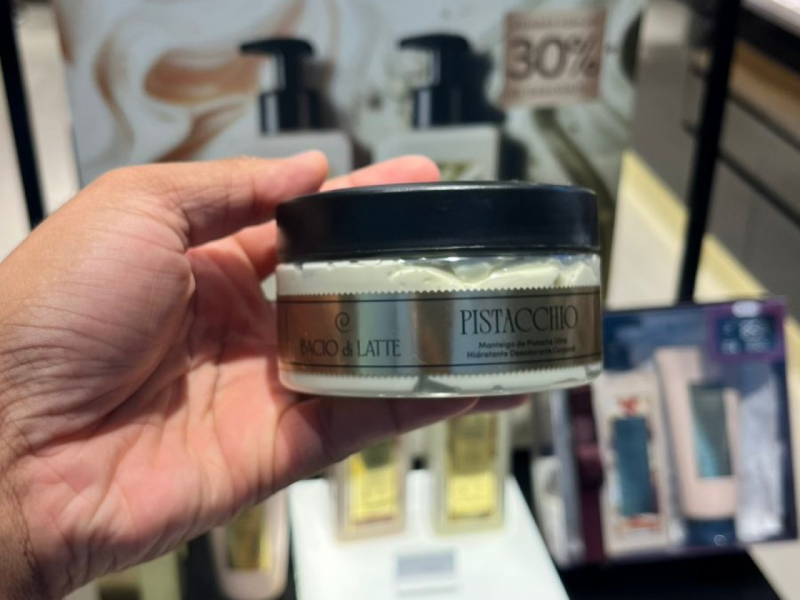 30%
BACIO di LATTE
PISTACCHIO
Manteiga de Pistache Ultra
Hidratante Desodorante Corporal